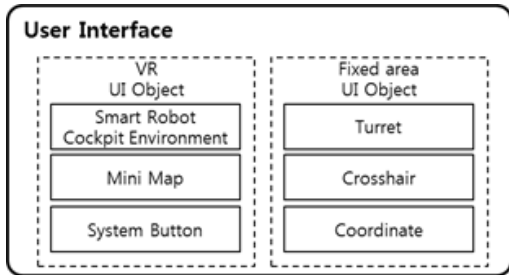 User Interface
VR
UI Object
Smart Robot
Cockpit Environment
Mini Map
System Button
Fixed area
UI Object
Turret
Crosshair
Coordinate